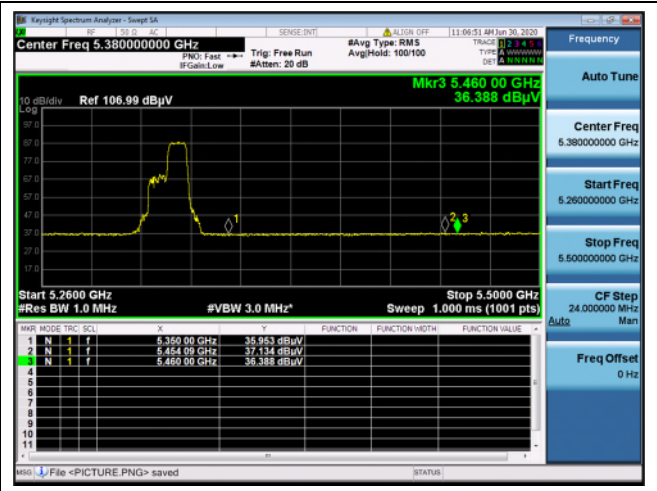 Keysight Spectrum Analyzer - Swept SA
RF 50 Ω AC SENSE:INT ALIGN OFF 11:06:51 AM Jun 30, 2020
Center Freq 5.380000000 GHz
PNO: Fast
IFGain:Low
Trig: Free Run
#Atten: 20 dB
#Avg Type: RMS
Avg|Hold: 100/100
TRACE 1 2 3 4 5 6
TYPE A WWWWW
DET A N N N N N
Mkr3 5.460 00 GHz
36.388 dBµV
10 dB/div Ref 106.99 dBµV
Log
97.0
87.0
77.0
67.0
57.0
47.0
37.0
27.0
17.0
1
2 3
Start 5.2600 GHz Stop 5.5000 GHz
#Res BW 1.0 MHz #VBW 3.0 MHz* Sweep 1.000 ms (1001 pts)
MKR MODE TRC SCL X Y FUNCTION FUNCTION WIDTH FUNCTION VALUE
1 N 1 f 5.350 00 GHz 35.953 dBµV
2 N 1 f 5.454 09 GHz 37.134 dBµV
3 N 1 f 5.460 00 GHz 36.388 dBµV
4
5
6
7
8
9
10
11
MSG File <PICTURE.PNG> saved STATUS
Frequency
Auto Tune
Center Freq
5.380000000 GHz
Start Freq
5.260000000 GHz
Stop Freq
5.500000000 GHz
CF Step
24.000000 MHz
Auto Man
Freq Offset
0 Hz